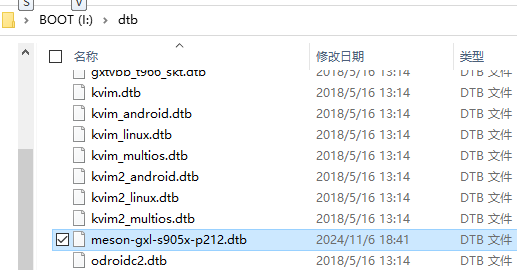 S V
BOOT (I:) › dtb
名称 修改日期 类型
gxtvbb_t966_skt.dtb 2018/5/16 13:14 DTB 文件
kvim.dtb 2018/5/16 13:14 DTB 文件
kvim_android.dtb 2018/5/16 13:14 DTB 文件
kvim_linux.dtb 2018/5/16 13:14 DTB 文件
kvim_multios.dtb 2018/5/16 13:14 DTB 文件
kvim2_android.dtb 2018/5/16 13:14 DTB 文件
kvim2_linux.dtb 2018/5/16 13:14 DTB 文件
kvim2_multios.dtb 2018/5/16 13:14 DTB 文件
meson-gxl-s905x-p212.dtb 2024/11/6 18:41 DTB 文件
odroidc2.dtb 2018/5/16 13:14 DTB 文件